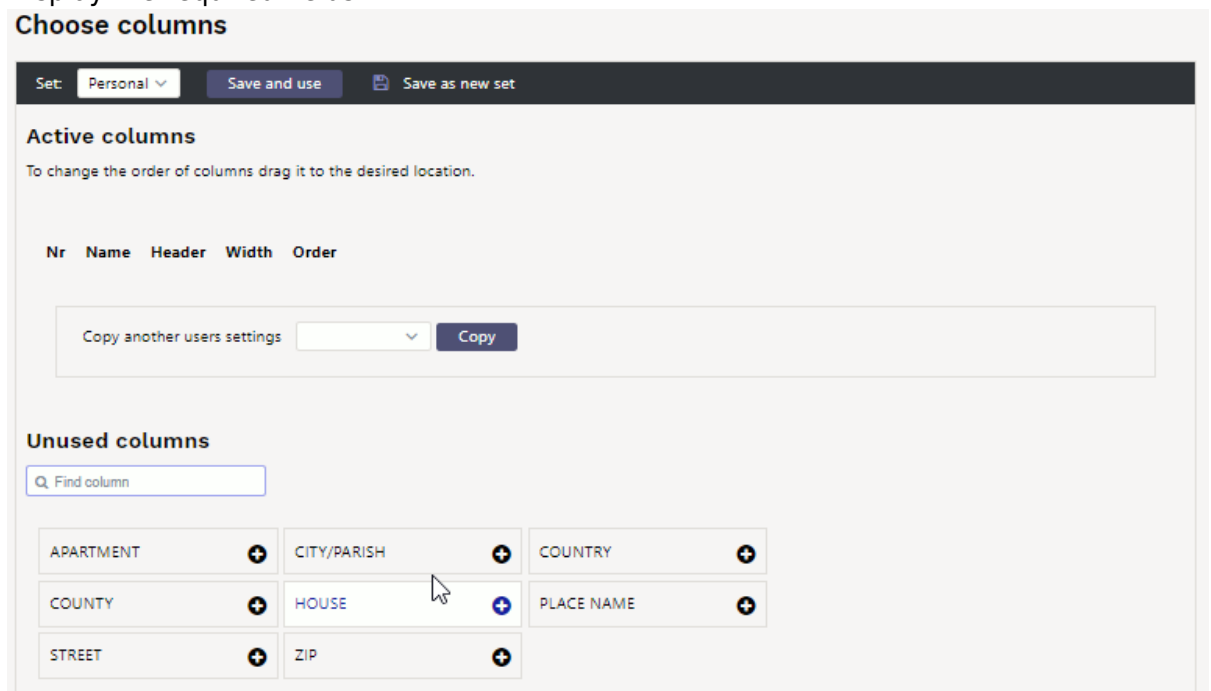 Choose columns
Set: Personal Save and use Save as new set
Active columns
To change the order of columns drag it to the desired location.
Nr Name Header Width Order
Copy another users settings Copy
Unused columns
Find column
APARTMENT CITY/PARISH COUNTRY
COUNTY HOUSE PLACE NAME
STREET ZIP